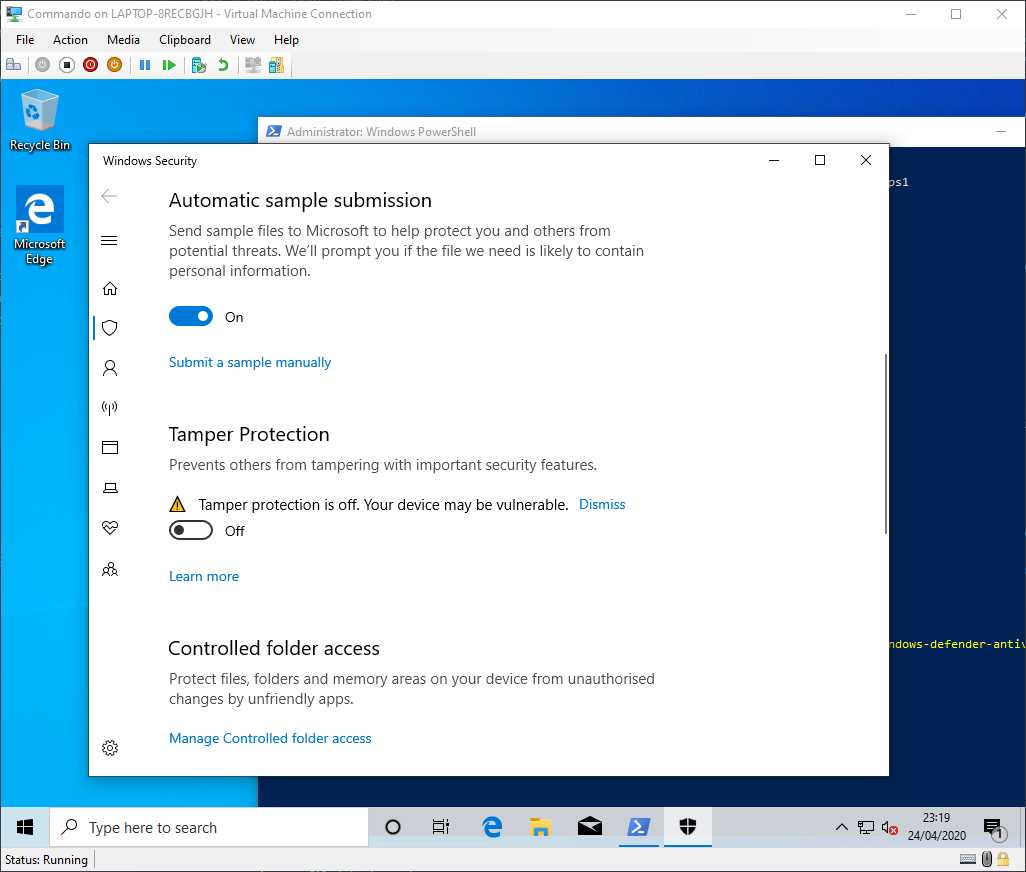 Commando on LAPTOP-8RECBGJH - Virtual Machine Connection
File Action Media Clipboard View Help
Recycle Bin
Administrator: Windows PowerShell
Windows Security
ps1
Automatic sample submission
Send sample files to Microsoft to help protect you and others from
potential threats. We'll prompt you if the file we need is likely to contain
personal information.
Microsoft
Edge
On
Submit a sample manually
Tamper Protection
Prevents others from tampering with important security features.
Tamper protection is off. Your device may be vulnerable. Dismiss
Off
Learn more
Controlled folder access
ndows-defender-antiv
Protect files, folders and memory areas on your device from unauthorised
changes by unfriendly apps.
Manage Controlled folder access
Type here to search
23:19
24/04/2020
1
Status: Running